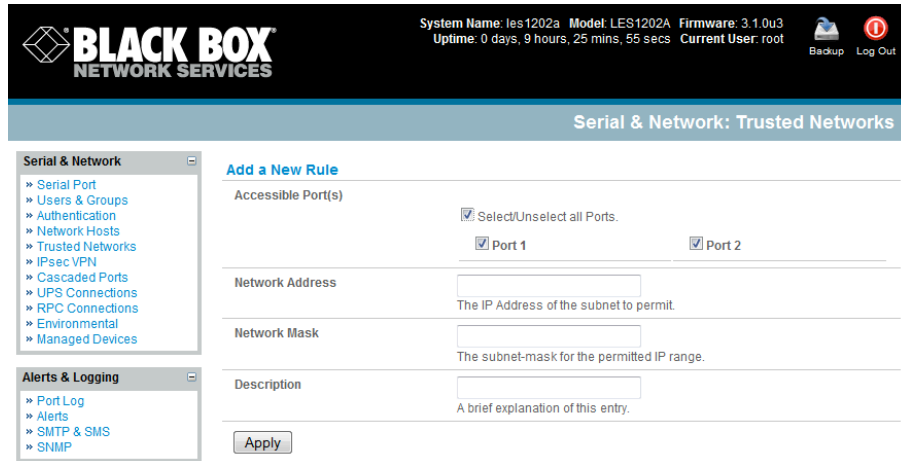 BLACK BOX
NETWORK SERVICES
System Name: les1202a Model: LES1202A Firmware: 3.1.0u3
Uptime: 0 days, 9 hours, 25 mins, 55 secs Current User: root
Backup
Log Out
Serial & Network: Trusted Networks
Serial & Network
» Serial Port
» Users & Groups
» Authentication
» Network Hosts
» Trusted Networks
» IPsec VPN
» Cascaded Ports
» UPS Connections
» RPC Connections
» Environmental
» Managed Devices
Alerts & Logging
» Port Log
» Alerts
» SMTP & SMS
» SNMP
Add a New Rule
Accessible Port(s)
Select/Unselect all Ports.
Port 1
Port 2
Network Address
The IP Address of the subnet to permit.
Network Mask
The subnet-mask for the permitted IP range.
Description
A brief explanation of this entry.
Apply